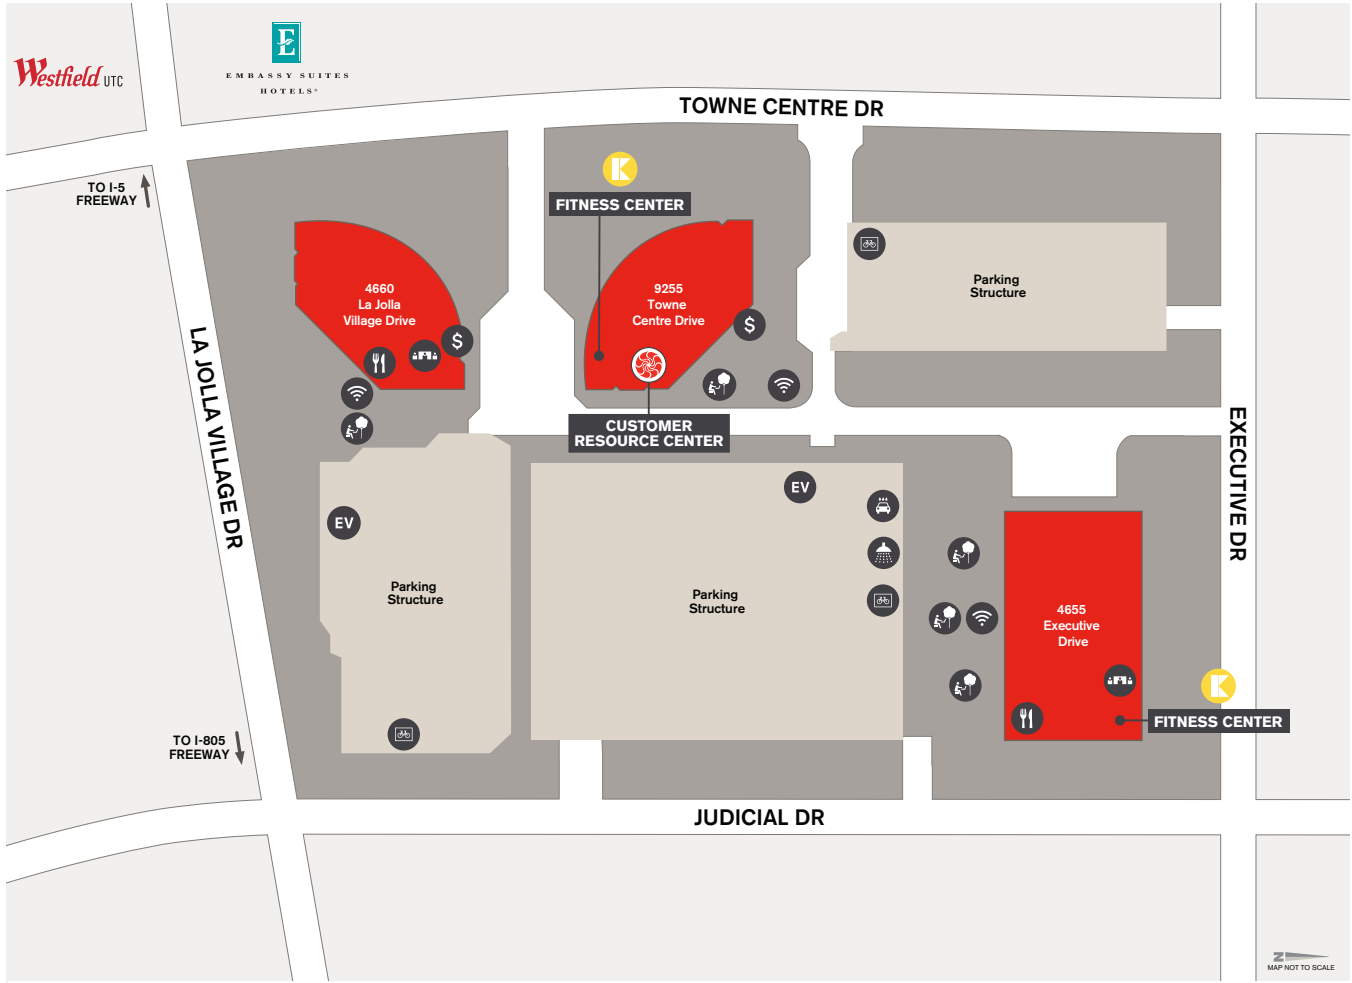 Westfield UTC
E
EMBASSY SUITES
HOTELS®
TOWNE CENTRE DR
TO I-5
FREEWAY
K
FITNESS CENTER
4660
La Jolla
Village Drive
$
9255
Towne
Centre Drive
$
Parking
Structure
CUSTOMER
RESOURCE CENTER
LA JOLLA VILLAGE DR
EXECUTIVE DR
EV
EV
Parking
Structure
Parking
Structure
4655
Executive
Drive
K
FITNESS CENTER
TO I-805
FREEWAY
JUDICIAL DR
N
MAP NOT TO SCALE